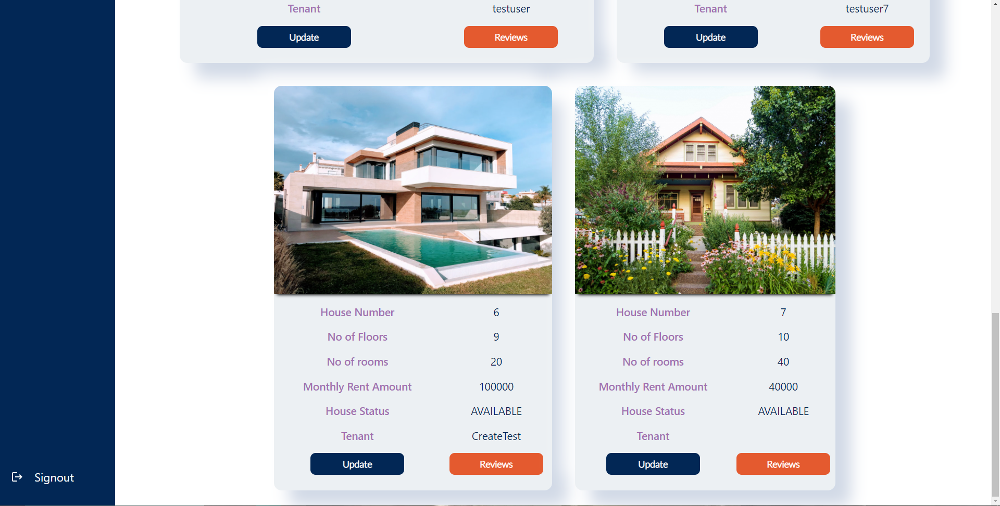 Tenant testuser
Update Reviews
Tenant testuser7
Update Reviews
House Number 6
No of Floors 9
No of rooms 20
Monthly Rent Amount 100000
House Status AVAILABLE
Tenant CreateTest
Update Reviews
House Number 7
No of Floors 10
No of rooms 40
Monthly Rent Amount 40000
House Status AVAILABLE
Tenant
Update Reviews
Signout